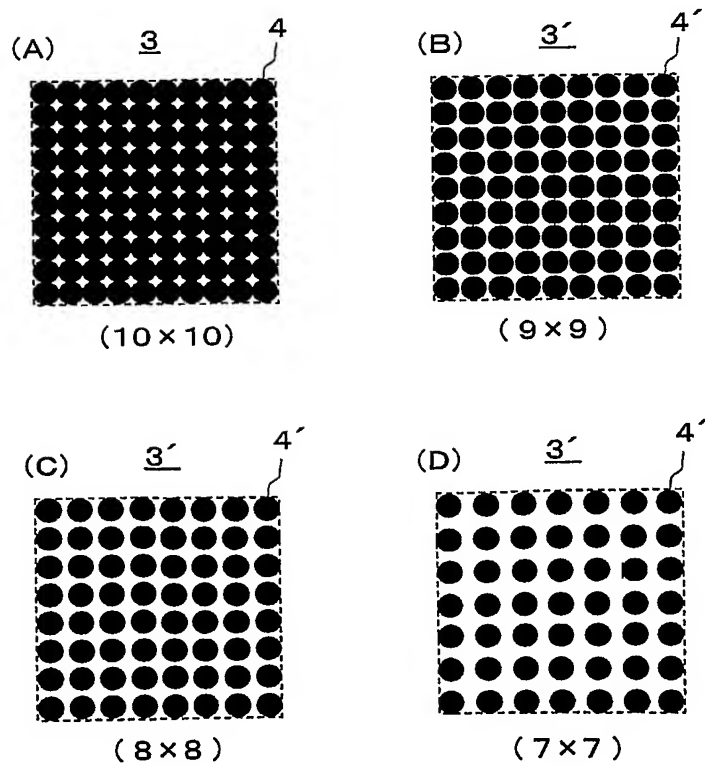 (A) 3 4
(10×10)
(B) 3′ 4′
(9×9)
(C) 3′ 4′
(8×8)
(D) 3′ 4′
(7×7)